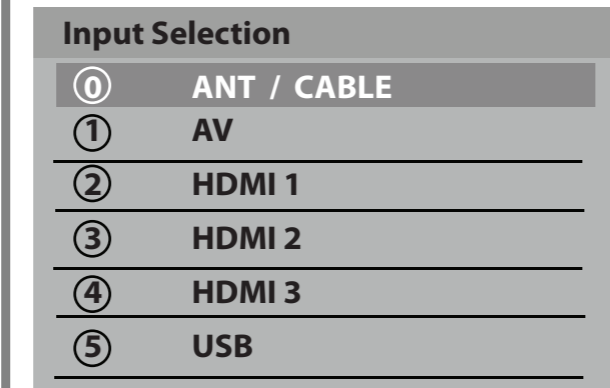 Input Selection
0 ANT / CABLE
1 AV
2 HDMI 1
3 HDMI 2
4 HDMI 3
5 USB